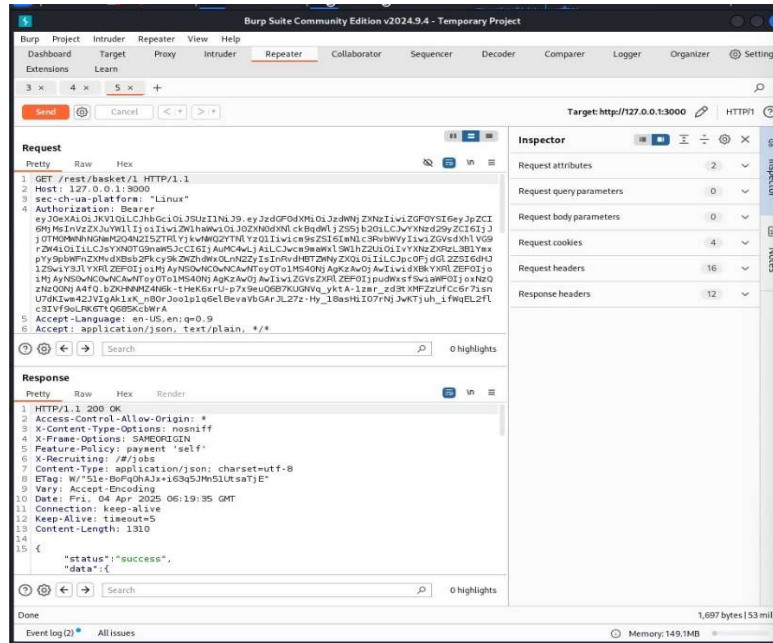 Burp Suite Community Edition v2024.9.4 - Temporary Project
Burp Project Intruder Repeater View Help
Dashboard Target Proxy Intruder Repeater Collaborator Sequencer Decoder Comparer Logger Organizer Setting
Extensions Learn
3 × 4 × 5 × +
Send Cancel < > Target: http://127.0.0.1:3000 HTTP/1
Request
Pretty Raw Hex \n
1 GET /rest/basket/1 HTTP/1.1
2 Host: 127.0.0.1:3000
3 sec-ch-ua-platform: "Linux"
4 Authorization: Bearer
5 Accept-Language: en-US,en;q=0.9
6 Accept: application/json, text/plain, */*
Search 0 highlights
Response
Pretty Raw Hex Render \n
1 HTTP/1.1 200 OK
2 Access-Control-Allow-Origin: *
3 X-Content-Type-Options: nosniff
4 X-Frame-Options: SAMEORIGIN
5 Feature-Policy: payment 'self'
6 X-Recruiting: /#/jobs
7 Content-Type: application/json; charset=utf-8
8 ETag:
9 Vary: Accept-Encoding
10 Date: Fri, 04 Apr 2025 06:19:35 GMT
11 Connection: keep-alive
12 Keep-Alive: timeout=5
13 Content-Length: 1310
14
15 {
"status":"success",
"data":{
Search 0 highlights
Inspector
Request attributes 2
Request query parameters 0
Request body parameters 0
Request cookies 4
Request headers 16
Response headers 12
Inspector
Notes
Done 1,697 bytes | 53 mil
Event log (2) All issues Memory: 149.1MB